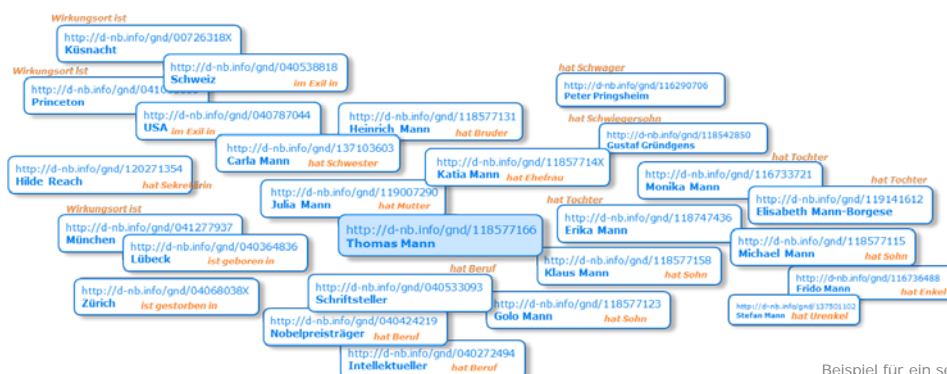 Wirkungsort ist
http://d-nb.info/gnd/00726318X
Küsnacht
http://d-nb.info/gnd/040538818
Schweiz im Exil in
Wirkungsort ist
Princeton
http://d-nb.info/gnd/040787044
USA im Exil in
http://d-nb.info/gnd/118577131
Heinrich Mann hat Bruder
http://d-nb.info/gnd/137103603
Carla Mann hat Schwester
http://d-nb.info/gnd/120271354
Hilde Reach hat Sekretärin
http://d-nb.info/gnd/119007290
Julia Mann hat Mutter
Wirkungsort ist
http://d-nb.info/gnd/041277937
München
http://d-nb.info/gnd/040364836
Lübeck ist geboren in
http://d-nb.info/gnd/04068038X
Zürich ist gestorben in
http://d-nb.info/gnd/118577166
Thomas Mann
hat Schwager
http://d-nb.info/gnd/116290706
Peter Pringsheim
hat Schwiegersohn
http://d-nb.info/gnd/118542850
Gustaf Gründgens
http://d-nb.info/gnd/11857714X
Katia Mann hat Ehefrau
hat Tochter
http://d-nb.info/gnd/116733721
Monika Mann
hat Tochter
http://d-nb.info/gnd/119141612
Elisabeth Mann-Borgese
hat Tochter
http://d-nb.info/gnd/118747436
Erika Mann
http://d-nb.info/gnd/118577115
Michael Mann hat Sohn
http://d-nb.info/gnd/118577158
Klaus Mann hat Sohn
http://d-nb.info/gnd/116736488
Frido Mann hat Enkel
http://d-nb.info/gnd/137501102
Stefan Mann hat Urenkel
hat Beruf
http://d-nb.info/gnd/040533093
Schriftsteller
http://d-nb.info/gnd/118577123
Golo Mann hat Sohn
http://d-nb.info/gnd/040424219
Nobelpreisträger hat Beruf
http://d-nb.info/gnd/040272494
Intellektueller hat Beruf
Beispiel für ein